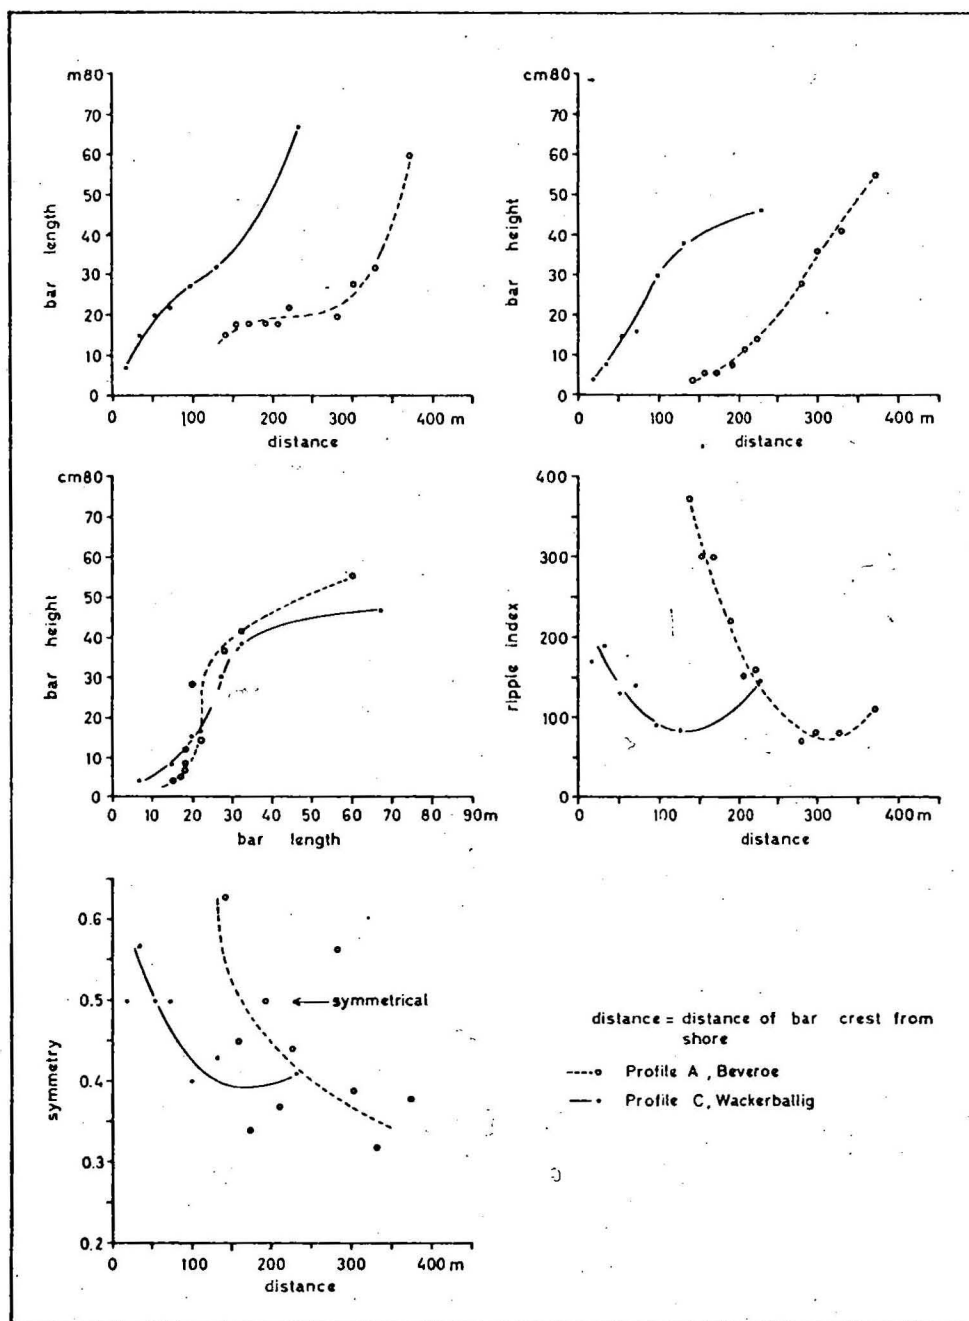 m80
70
60
50
40
30
20
10
0
bar length
0 100 200 300 400 m
distance
cm80
70
60
50
40
30
20
10
0
bar height
0 100 200 300 400 m
distance
cm80
70
60
50
40
30
20
10
0
bar height
0 10 20 30 40 50 60 70 80 90m
bar length
400
300
200
100
0
ripple index
0 100 200 300 400 m
distance
0.6
0.5
0.4
0.3
0.2
symmetry
symmetrical
0 100 200 300 400 m
distance
distance = distance of bar crest from
shore
Profile A, Beveroe
Profile C, Wackerballig